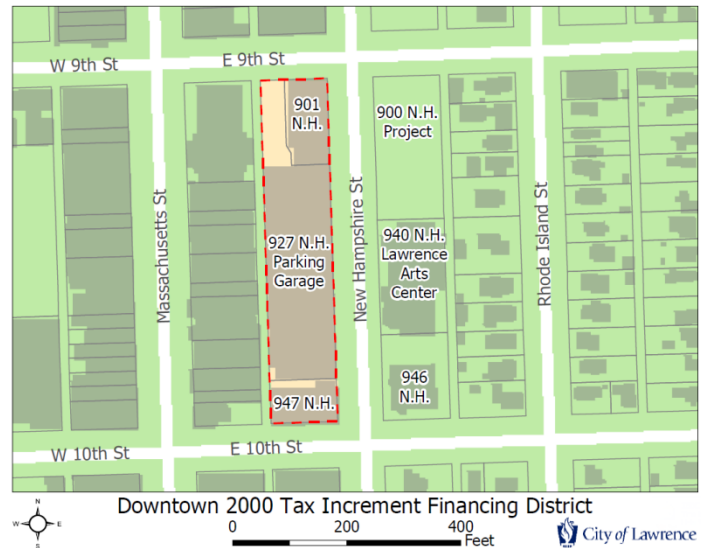 W 9th St
E 9th St
901
N.H.
900 N.H.
Project
Massachusetts St
927 N.H.
Parking
Garage
New Hampshire St
940 N.H.
Lawrence
Arts
Center
Rhode Island St
946
N.H.
947 N.H.
W 10th St
E 10th St
Downtown 2000 Tax Increment Financing District
N
W
E
S
0 200 400
Feet
City of Lawrence